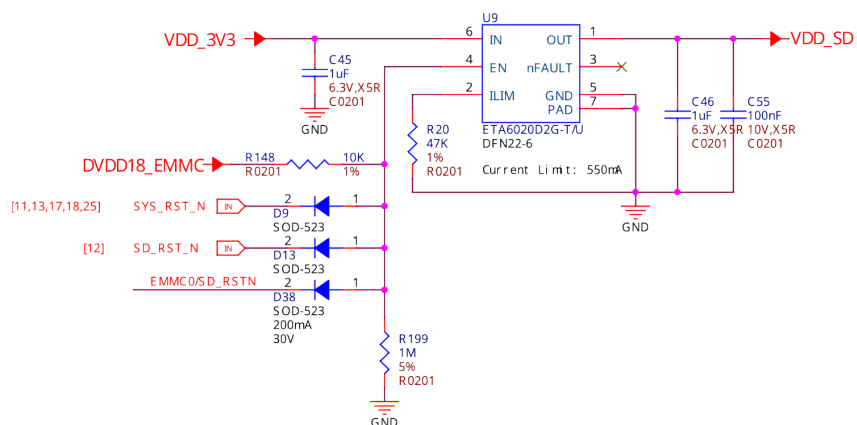 U9
VDD_3V3
6
IN
OUT
1
VDD_SD
4
EN
nFAULT
3
2
ILIM
GND
5
PAD
7
C45
1uF
6.3V,X5R
C0201
GND
ETA6020D2G-T/U
DFN22-6
Current Limit: 550mA
R20
47K
1%
R0201
C46
1uF
6.3V,X5R
C0201
C55
100nF
10V,X5R
C0201
GND
DVDD18_EMMC
R148
R0201
10K
1%
[11,13,17,18,25]
SYS_RST_N
IN
2
1
D9
SOD-523
[12]
SD_RST_N
IN
2
1
D13
SOD-523
EMMC0/SD_RSTN
2
1
D38
SOD-523
200mA
30V
R199
1M
5%
R0201
GND